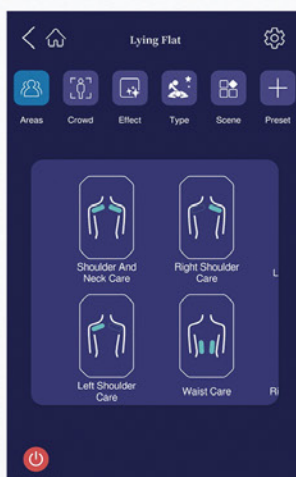 Lying Flat
Areas
Crowd
Effect
Type
Scene
Preset
Shoulder And
Neck Care
Right Shoulder
Care
L
Left Shoulder
Care
Waist Care
Ri